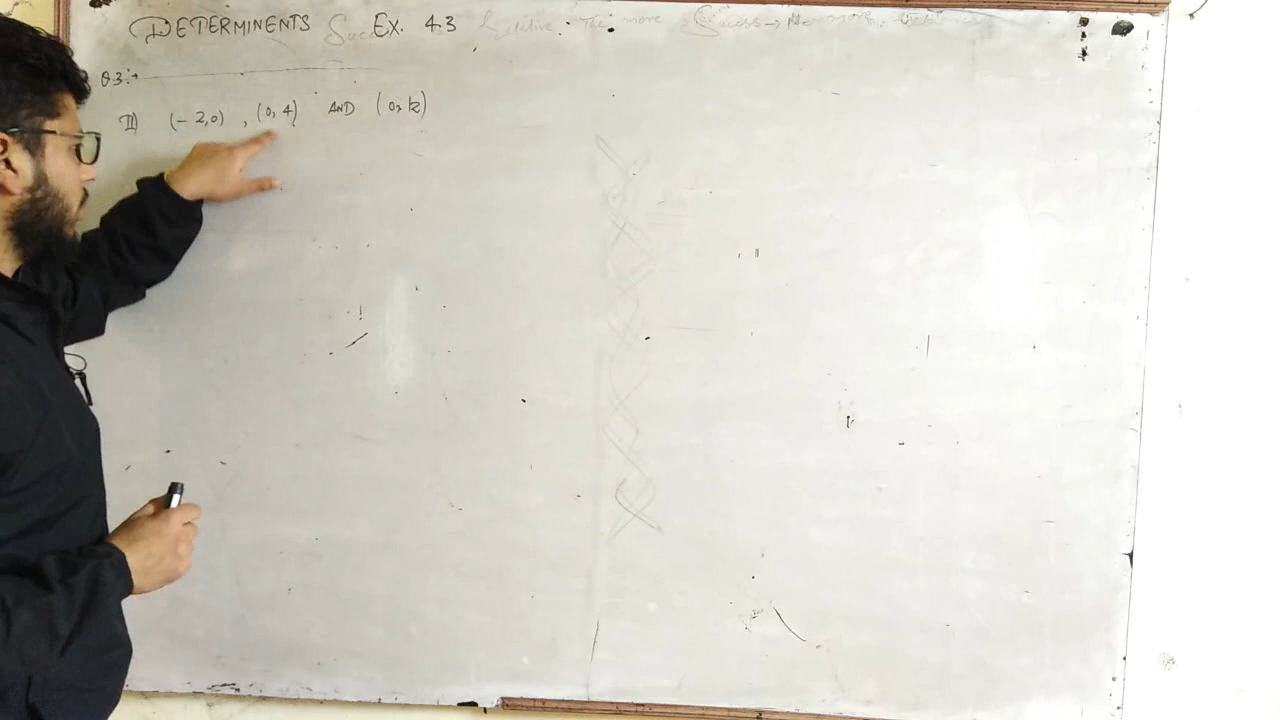 DETERMINENTS Ex. 4.3
Q3:→
II) (-2,0) , (0,4) AND (0,k)